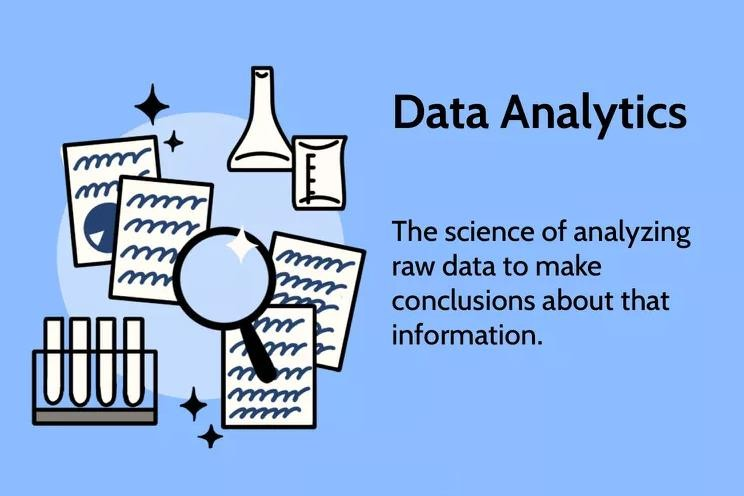 Data Analytics
The science of analyzing
raw data to make
conclusions about that
information.